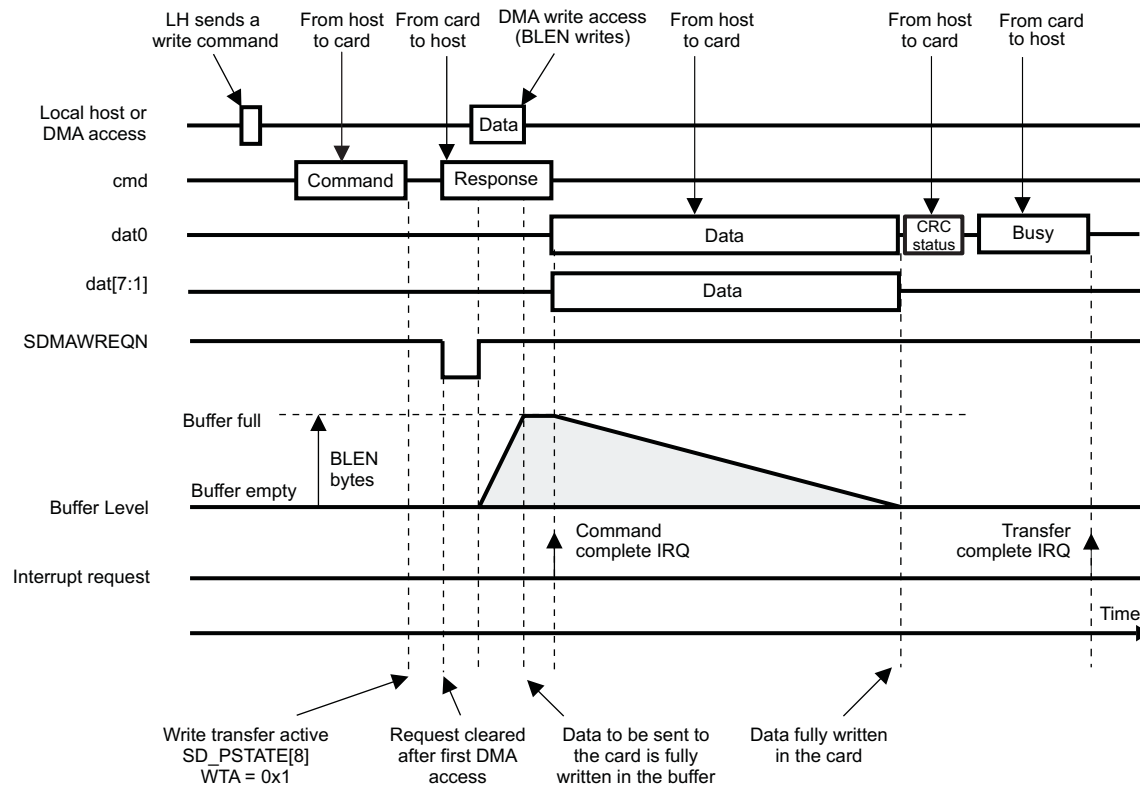 LH sends a
write command
From host
to card
From card
to host
DMA write access
(BLEN writes)
From host
to card
From host
to card
From card
to host
Local host or
DMA access
Data
cmd
Command
Response
dat0
Data
CRC
status
Busy
dat[7:1]
Data
SDMAWREQN
Buffer full
BLEN
bytes
Buffer empty
Buffer Level
Command
complete IRQ
Transfer
complete IRQ
Interrupt request
Time
Write transfer active
SD_PSTATE[8]
WTA = 0x1
Request cleared
after first DMA
access
Data to be sent to
the card is fully
written in the buffer
Data fully written
in the card